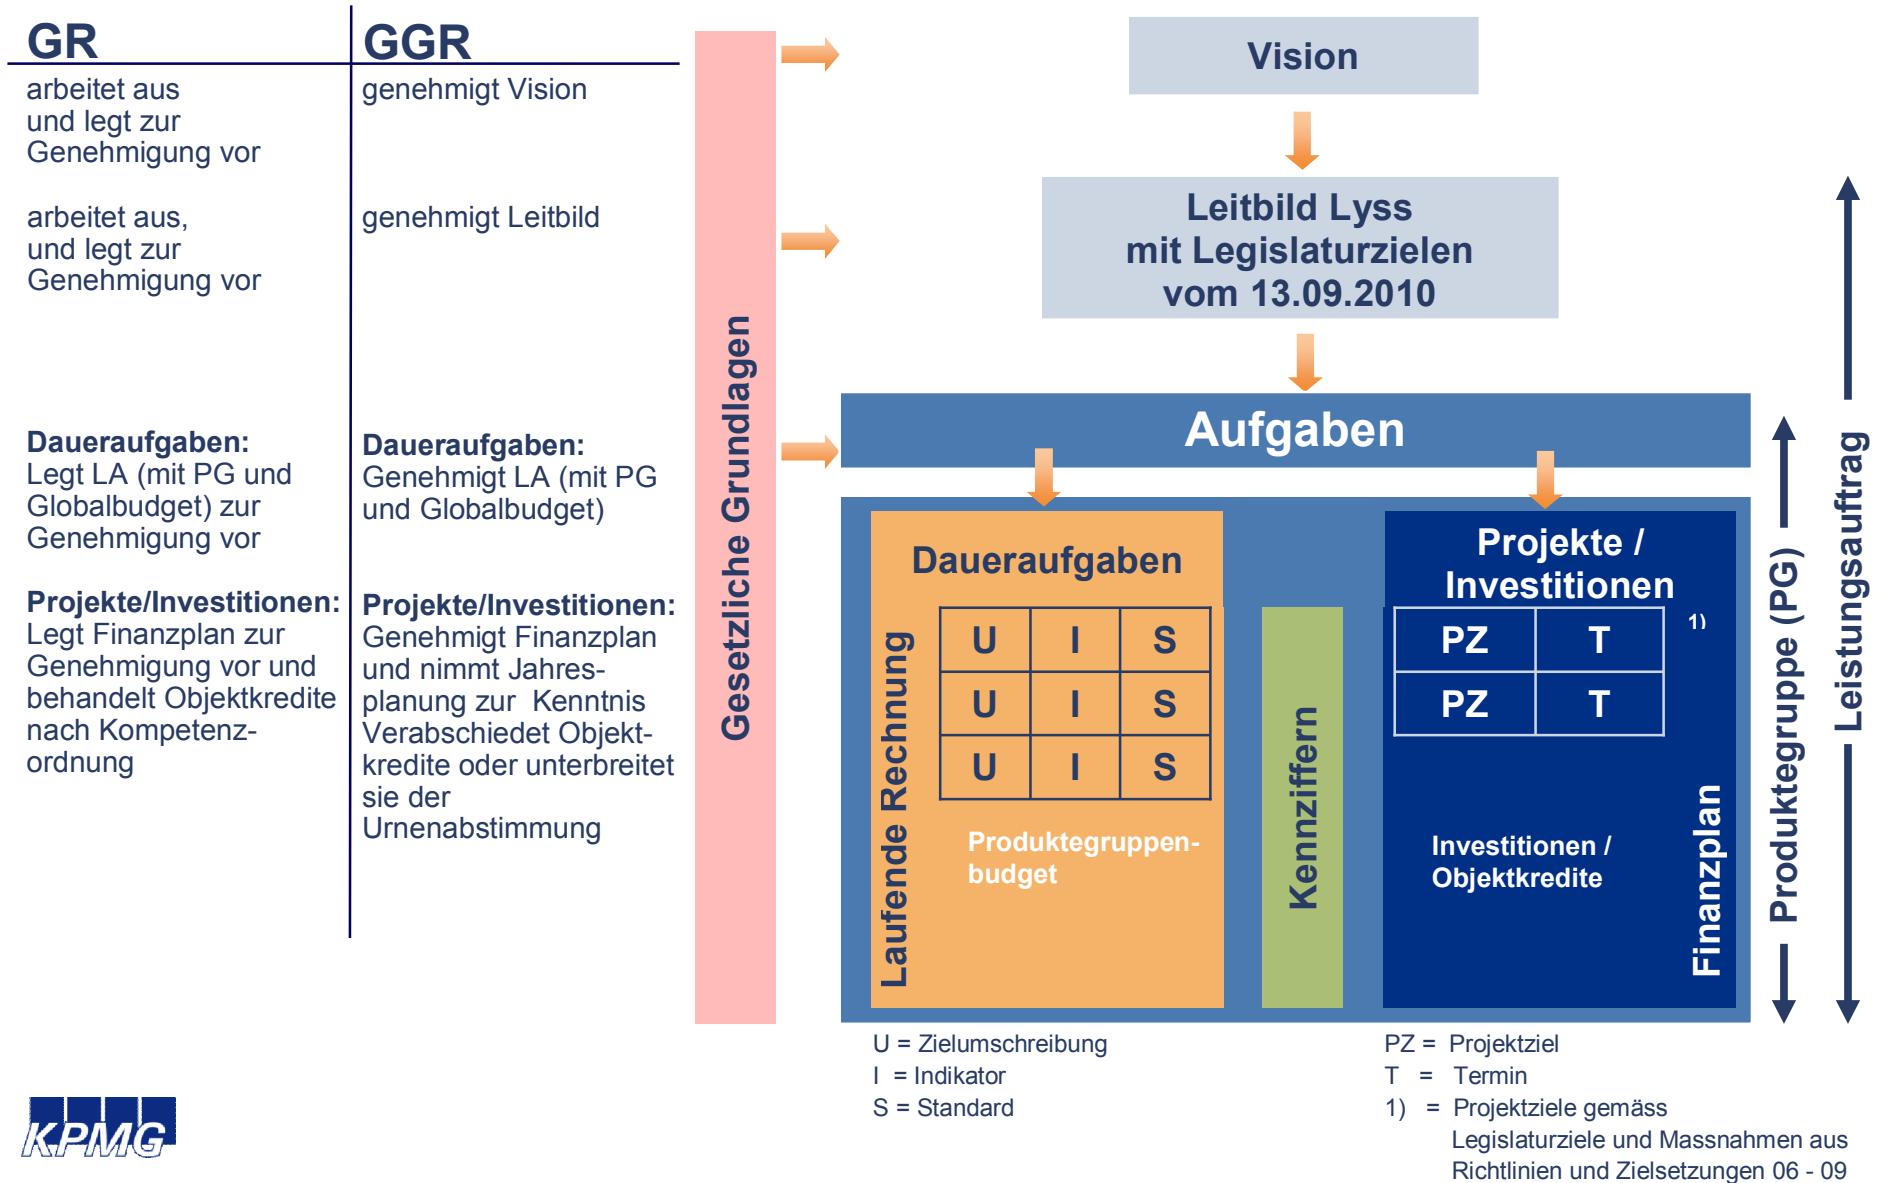 GR
arbeitet aus
und legt zur
Genehmigung vor
arbeitet aus,
und legt zur
Genehmigung vor
Daueraufgaben:
Legt LA (mit PG und
Globalbudget) zur
Genehmigung vor
Projekte/Investitionen:
Legt Finanzplan zur
Genehmigung vor und
behandelt Objektkredite
nach Kompetenz-
ordnung
GGR
genehmigt Vision
genehmigt Leitbild
Daueraufgaben:
Genehmigt LA (mit PG
und Globalbudget)
Projekte/Investitionen:
Genehmigt Finanzplan
und nimmt Jahres-
planung zur Kenntnis
Verabschiedet Objekt-
kredite oder unterbreitet
sie der
Urnenabstimmung
Gesetzliche Grundlagen
Vision
Leitbild Lyss
mit Legislaturzielen
vom 13.09.2010
Aufgaben
Daueraufgaben
Laufende Rechnung
U I S
U I S
U I S
Produktegruppen-
budget
Kennziffern
Projekte /
Investitionen
PZ T 1)
PZ T
Investitionen /
Objektkredite
Finanzplan
Produktegruppe (PG)
Leistungsauftrag
U = Zielumschreibung
I = Indikator
S = Standard
PZ = Projektziel
T = Termin
1) = Projektziele gemäss
Legislaturziele und Massnahmen aus
Richtlinien und Zielsetzungen 06 - 09
KPMG